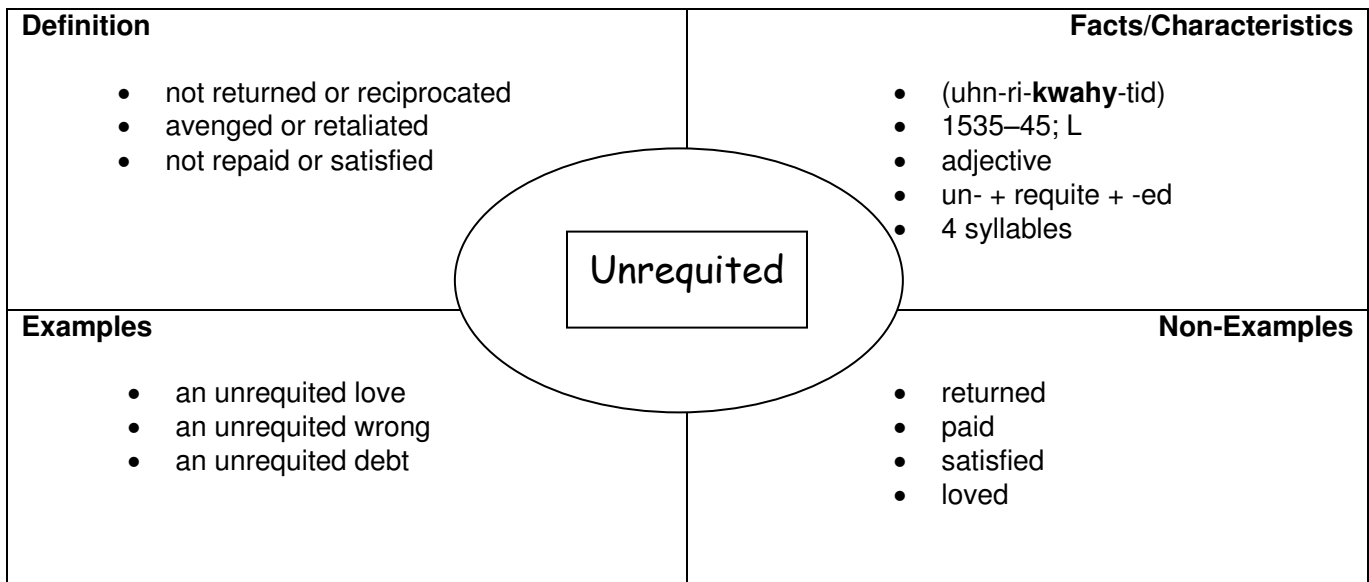 Definition
• not returned or reciprocated
• avenged or retaliated
• not repaid or satisfied
Facts/Characteristics
• (uhn-ri-kwahy-tid)
• 1535–45; L
• adjective
• un- + requite + -ed
• 4 syllables
Unrequited
Examples
• an unrequited love
• an unrequited wrong
• an unrequited debt
Non-Examples
• returned
• paid
• satisfied
• loved